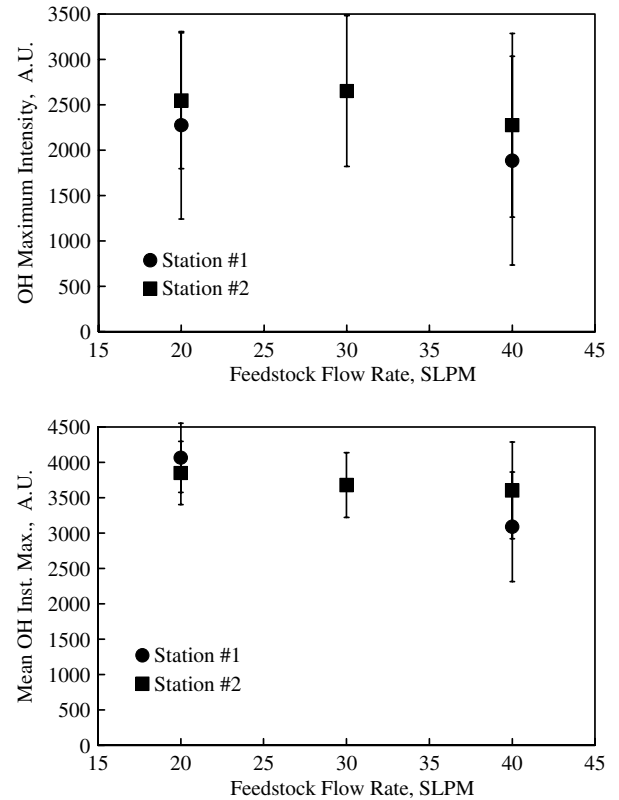 3500
3000
2500
2000
1500
1000
500
0
OH Maximum Intensity, A.U.
Station #1
Station #2
15 20 25 30 35 40 45
Feedstock Flow Rate, SLPM
4500
4000
3500
3000
2500
2000
1500
1000
500
0
Mean OH Inst. Max., A.U.
Station #1
Station #2
15 20 25 30 35 40 45
Feedstock Flow Rate, SLPM